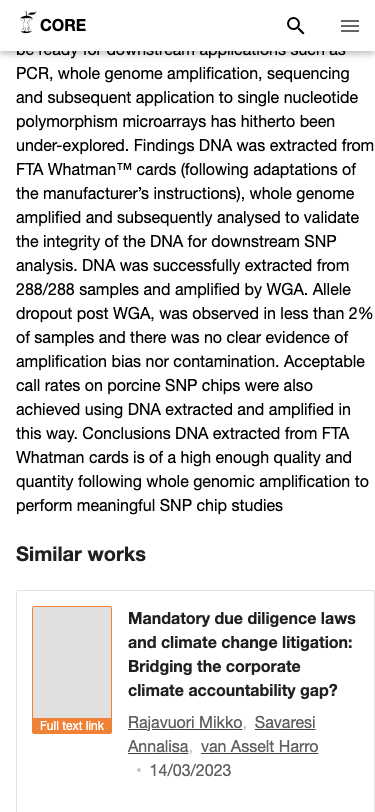 CORE
be ready for downstream applications such as
PCR, whole genome amplification, sequencing
and subsequent application to single nucleotide
polymorphism microarrays has hitherto been
under-explored. Findings DNA was extracted from
FTA Whatman™ cards (following adaptations of
the manufacturer’s instructions), whole genome
amplified and subsequently analysed to validate
the integrity of the DNA for downstream SNP
analysis. DNA was successfully extracted from
288/288 samples and amplified by WGA. Allele
dropout post WGA, was observed in less than 2%
of samples and there was no clear evidence of
amplification bias nor contamination. Acceptable
call rates on porcine SNP chips were also
achieved using DNA extracted and amplified in
this way. Conclusions DNA extracted from FTA
Whatman cards is of a high enough quality and
quantity following whole genomic amplification to
perform meaningful SNP chip studies
Similar works
Mandatory due diligence laws
and climate change litigation:
Bridging the corporate
climate accountability gap?
Full text link
Rajavuori Mikko, Savaresi
Annalisa, van Asselt Harro
• 14/03/2023